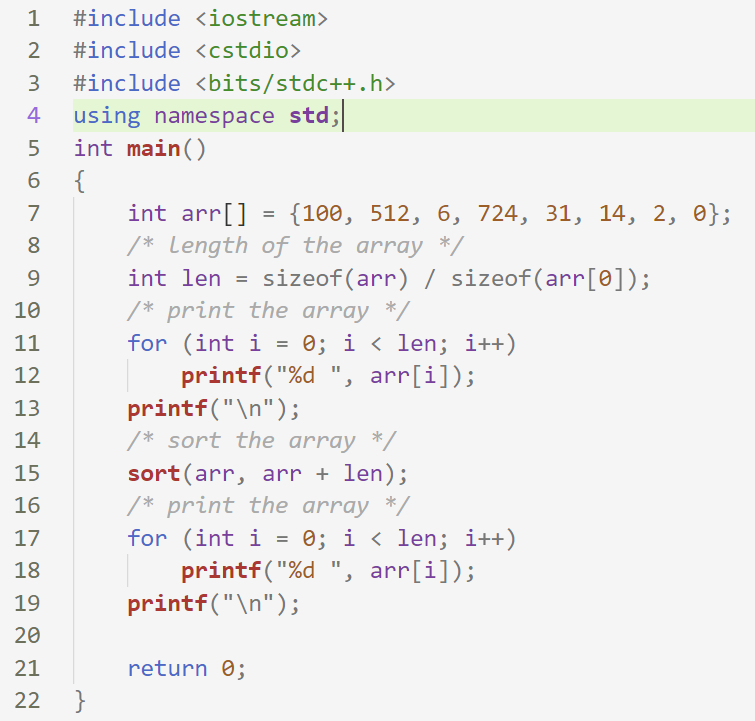 1 #include <iostream>
2 #include <cstdio>
3 #include <bits/stdc++.h>
4 using namespace std;
5 int main()
6 {
7     int arr[] = {100, 512, 6, 724, 31, 14, 2, 0};
8     /* length of the array */
9     int len = sizeof(arr) / sizeof(arr[0]);
10     /* print the array */
11     for (int i = 0; i < len; i++)
12         printf("%d ", arr[i]);
13     printf("\n");
14     /* sort the array */
15     sort(arr, arr + len);
16     /* print the array */
17     for (int i = 0; i < len; i++)
18         printf("%d ", arr[i]);
19     printf("\n");
20
21     return 0;
22 }